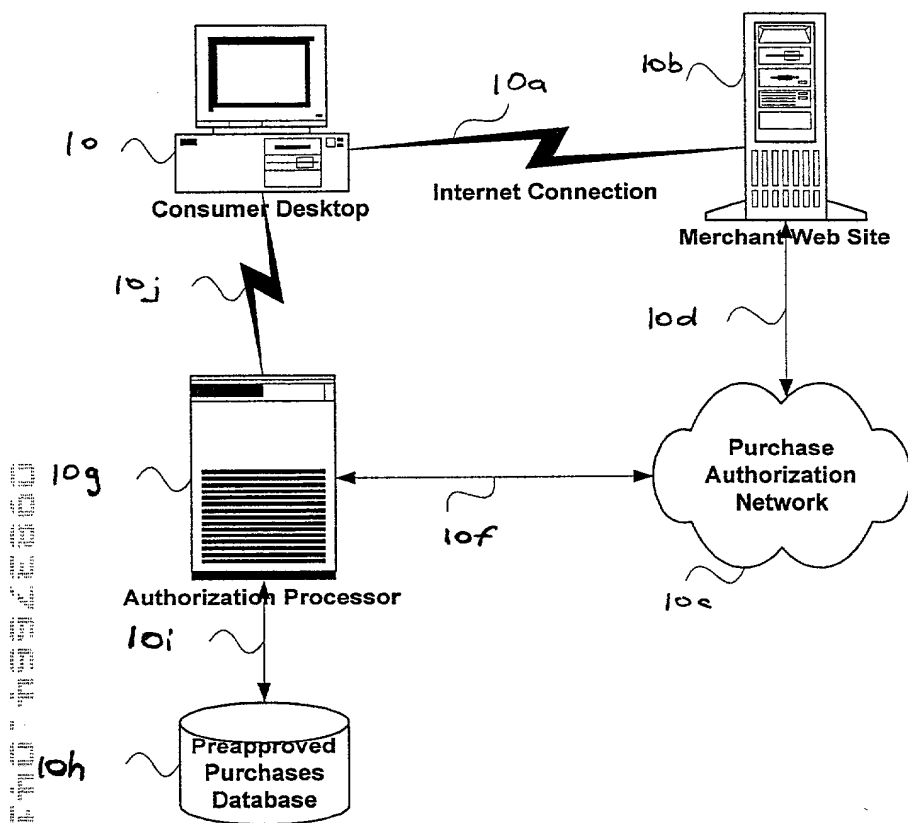 10b
10a
10
Internet Connection
Consumer Desktop
Merchant Web Site
10j
10d
Purchase
Authorization
Network
10g
10f
10c
Authorization Processor
10i
Preapproved
Purchases
Database
10h